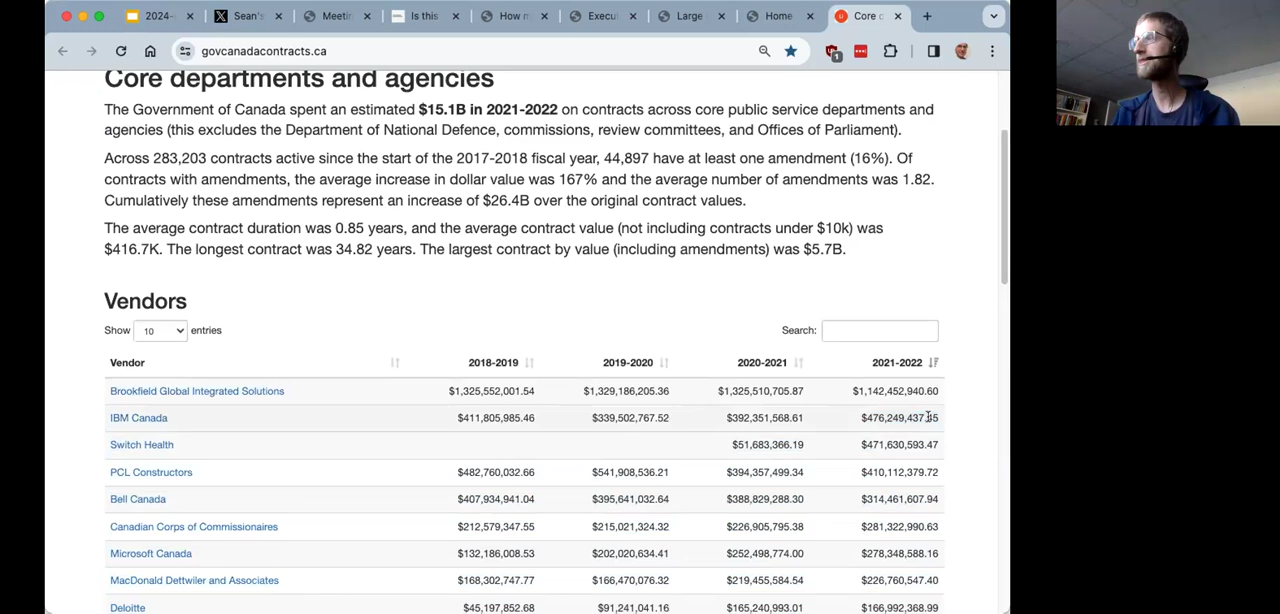 2024-
Sean's
Meetin
Is this
How m
Execu
Large
Home
Core c
govcanadacontracts.ca
1
Core departments and agencies
The Government of Canada spent an estimated $15.1B in 2021-2022 on contracts across core public service departments and
agencies (this excludes the Department of National Defence, commissions, review committees, and Offices of Parliament).
Across 283,203 contracts active since the start of the 2017-2018 fiscal year, 44,897 have at least one amendment (16%). Of
contracts with amendments, the average increase in dollar value was 167% and the average number of amendments was 1.82.
Cumulatively these amendments represent an increase of $26.4B over the original contract values.
The average contract duration was 0.85 years, and the average contract value (not including contracts under $10k) was
$416.7K. The longest contract was 34.82 years. The largest contract by value (including amendments) was $5.7B.
Vendors
Show 10 entries Search:
Vendor 2018-2019 2019-2020 2020-2021 2021-2022
Brookfield Global Integrated Solutions $1,325,552,001.54 $1,329,186,205.36 $1,325,510,705.87 $1,142,452,940.60
IBM Canada $411,805,985.46 $339,502,767.52 $392,351,568.61 $476,249,437
Switch Health $51,683,366.19 $471,630,593.47
PCL Constructors $482,760,032.66 $541,908,536.21 $394,357,499.34 $410,112,379.72
Bell Canada $407,934,941.04 $395,641,032.64 $388,829,288.30 $314,461,607.94
Canadian Corps of Commissionaires $212,579,347.55 $215,021,324.32 $226,905,795.38 $281,322,990.63
Microsoft Canada $132,186,008.53 $202,020,634.41 $252,498,774.00 $278,348,588.16
MacDonald Dettwiler and Associates $168,302,747.77 $166,470,076.32 $219,455,584.54 $226,760,547.40
Deloitte $45,197,852.68 $91,241,041.16 $165,240,993.01 $166,992,368.99